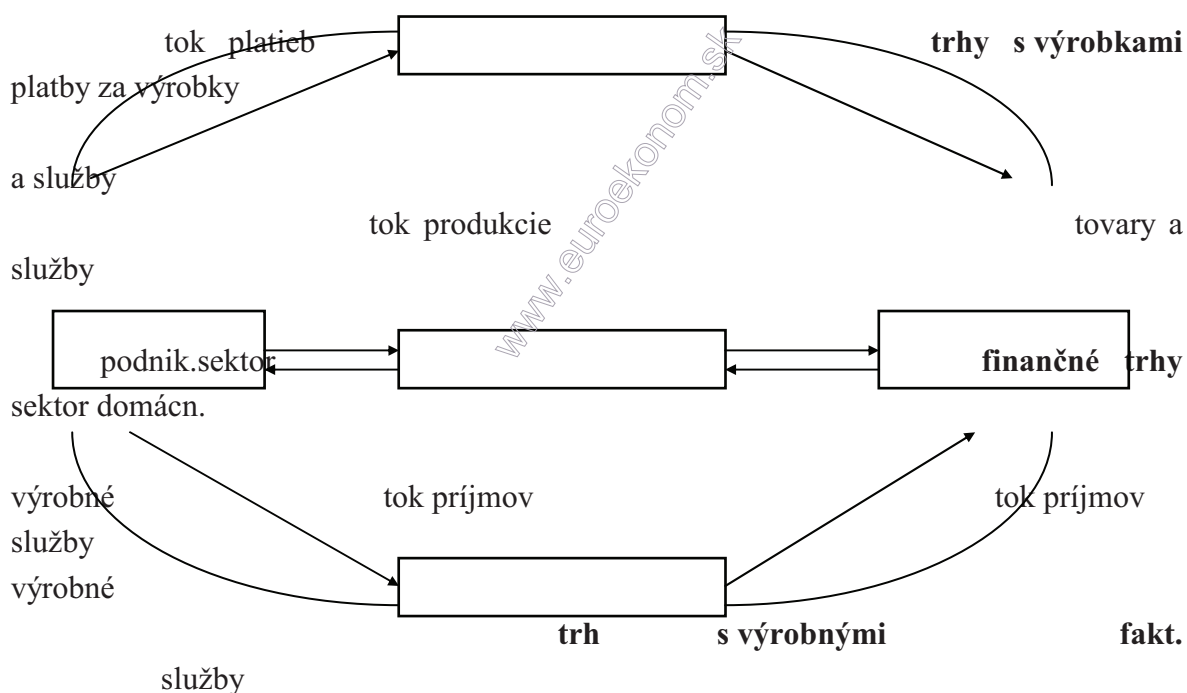 tok platieb trhy s výrobkami
platby za výrobky
a služby
tok produkcie tovary a
služby
www.euroekonom.sk
podnik.sektor finančné trhy
sektor domácn.
výrobné tok príjmov tok príjmov
služby
výrobné
trh s výrobnými fakt.
služby